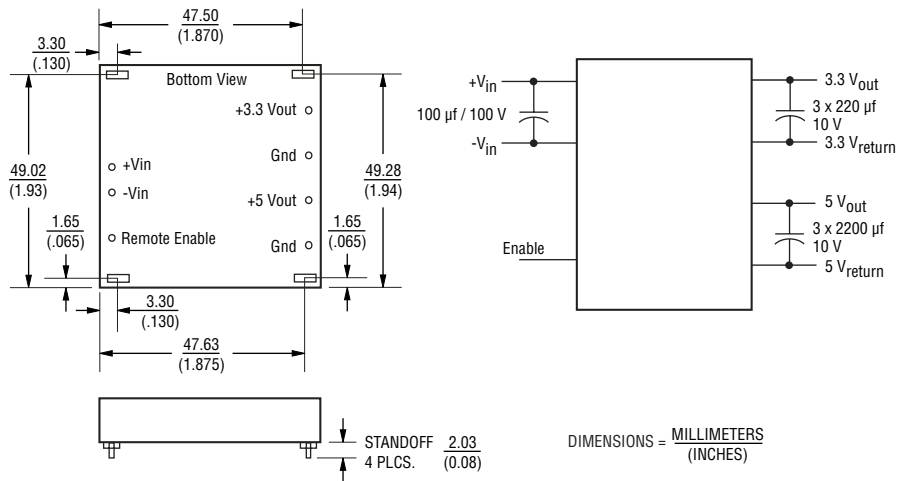 47.50
(1.870)
3.30
(.130)
Bottom View
+3.3 Vout
Gnd
+Vin
-Vin
+5 Vout
Remote Enable
Gnd
49.02
(1.93)
49.28
(1.94)
1.65
(.065)
1.65
(.065)
3.30
(.130)
47.63
(1.875)
STANDOFF 2.03
4 PLCS. (0.08)
+Vin
100 µf / 100 V
-Vin
Enable
3.3 Vout
3 x 220 µf
10 V
3.3 Vreturn
5 Vout
3 x 2200 µf
10 V
5 Vreturn
DIMENSIONS = MILLIMETERS
(INCHES)